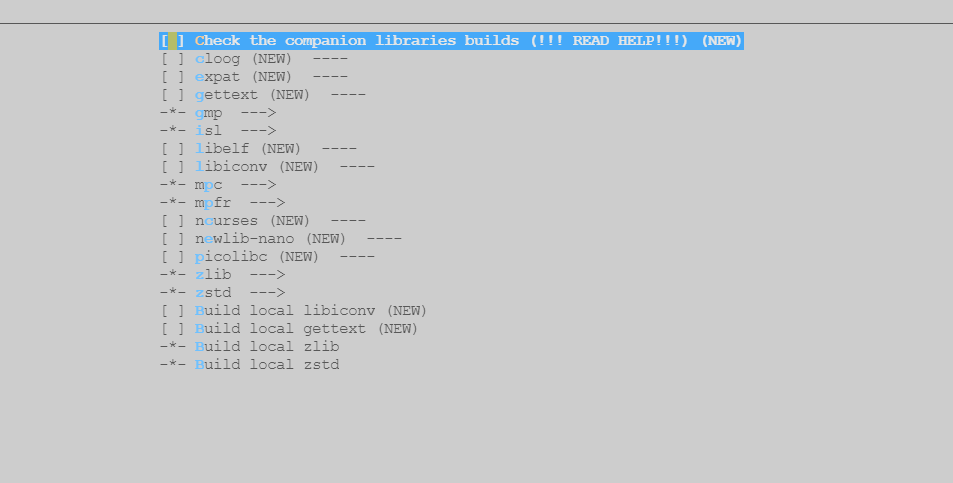 [ ] Check the companion libraries builds (!!! READ HELP!!!) (NEW)
[ ] cloog (NEW)  ----
[ ] expat (NEW)  ----
[ ] gettext (NEW)  ----
-*- gmp  --->
-*- isl  --->
[ ] libelf (NEW)  ----
[ ] libiconv (NEW)  ----
-*- mpc  --->
-*- mpfr  --->
[ ] ncurses (NEW)  ----
[ ] newlib-nano (NEW)  ----
[ ] picolibc (NEW)  ----
-*- zlib  --->
-*- zstd  --->
[ ] Build local libiconv (NEW)
[ ] Build local gettext (NEW)
-*- Build local zlib
-*- Build local zstd